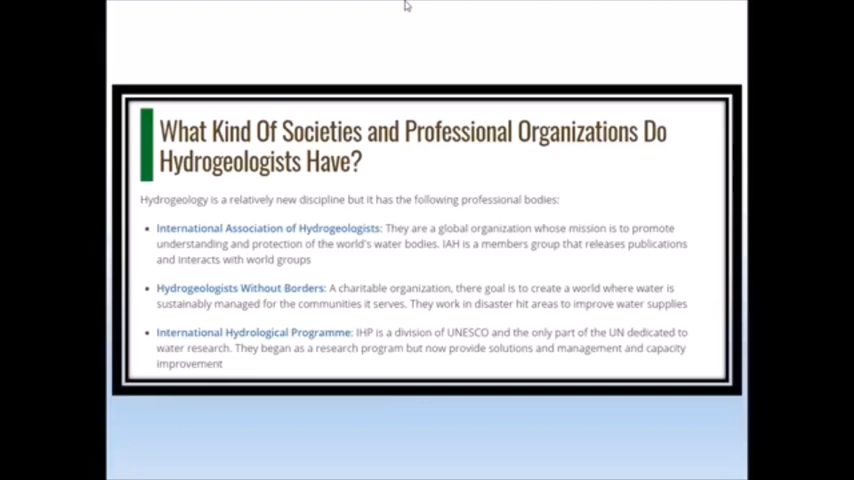 What Kind Of Societies and Professional Organizations Do
Hydrogeologists Have?
Hydrogeology is a relatively new discipline but it has the following professional bodies:
• International Association of Hydrogeologists: They are a global organization whose mission is to promote
understanding and protection of the world's water bodies. IAH is a members group that releases publications
and interacts with world groups
• Hydrogeologists Without Borders: A charitable organization, there goal is to create a world where water is
sustainably managed for the communities it serves. They work in disaster hit areas to improve water supplies
• International Hydrological Programme: IHP is a division of UNESCO and the only part of the UN dedicated to
water research. They began as a research program but now provide solutions and management and capacity
improvement